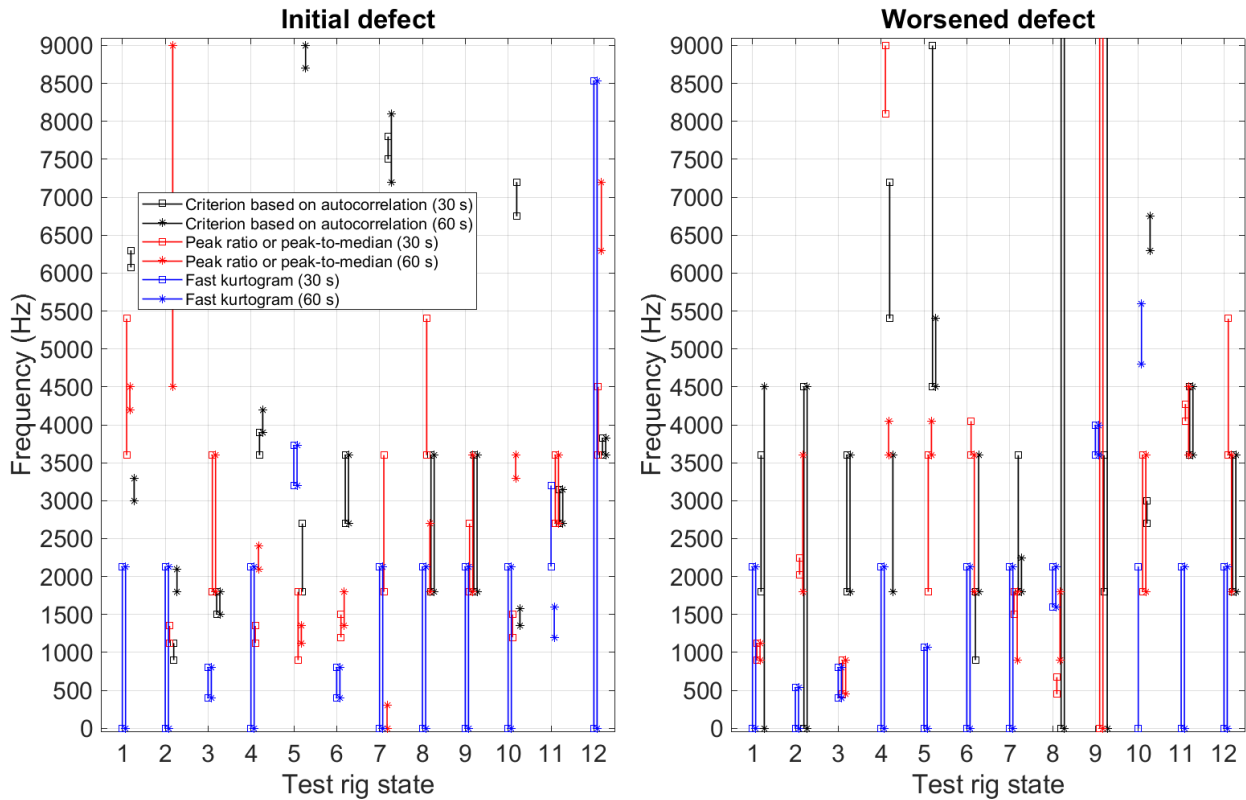 Initial defect
Frequency (Hz)
9000
8500
8000
7500
7000
6500
6000
5500
5000
4500
4000
3500
3000
2500
2000
1500
1000
500
0
Criterion based on autocorrelation (30 s)
Criterion based on autocorrelation (60 s)
Peak ratio or peak-to-median (30 s)
Peak ratio or peak-to-median (60 s)
Fast kurtogram (30 s)
Fast kurtogram (60 s)
1 2 3 4 5 6 7 8 9 10 11 12
Test rig state
Worsened defect
Frequency (Hz)
9000
8500
8000
7500
7000
6500
6000
5500
5000
4500
4000
3500
3000
2500
2000
1500
1000
500
0
1 2 3 4 5 6 7 8 9 10 11 12
Test rig state